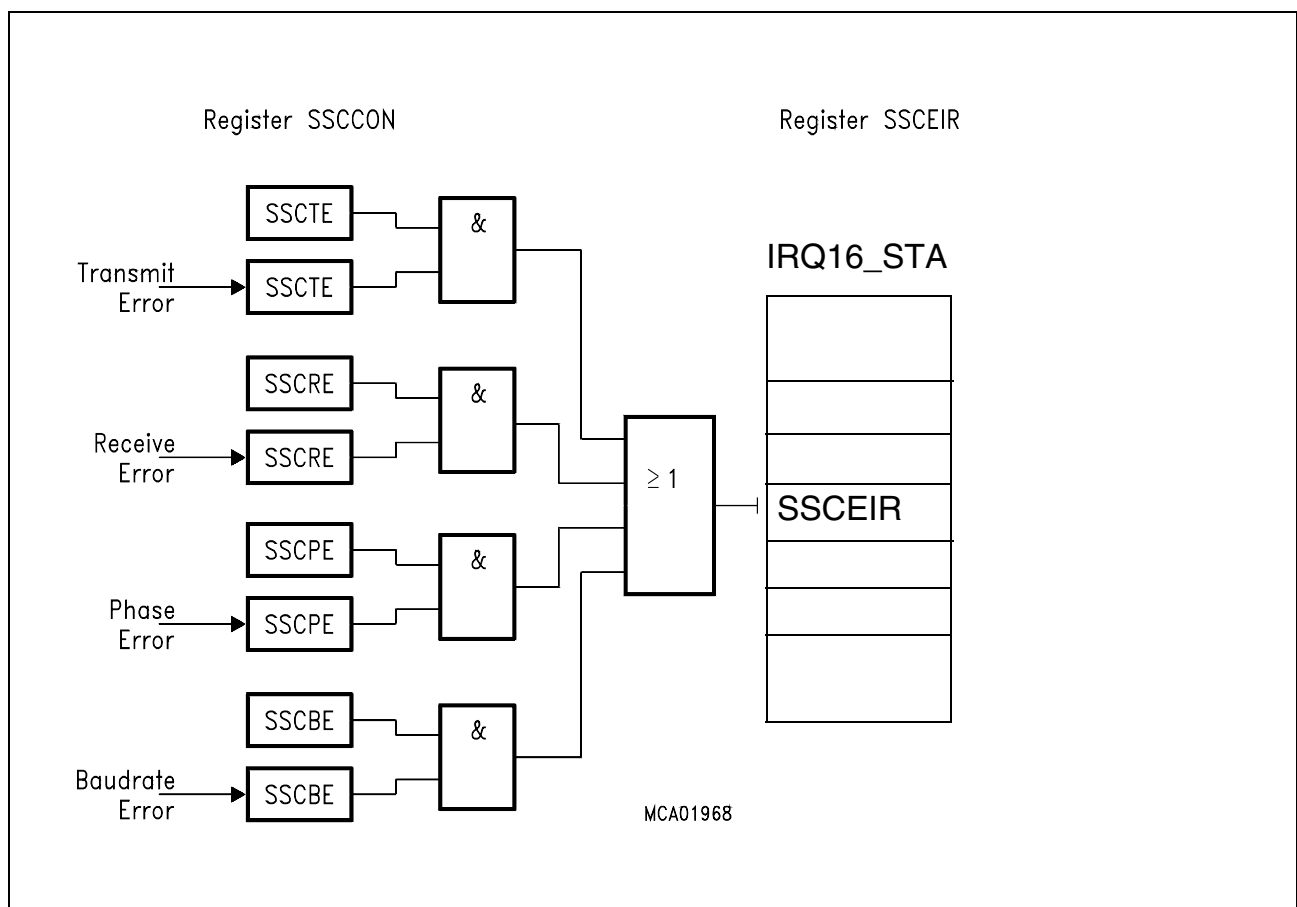 Register SSCCON
Register SSCEIR
SSCTE
&
IRQ16_STA
Transmit
Error
SSCTE
SSCRE
&
Receive
Error
SSCRE
≥ 1
SSCEIR
SSCPE
&
Phase
Error
SSCPE
SSCBE
&
Baudrate
Error
SSCBE
MCA01968